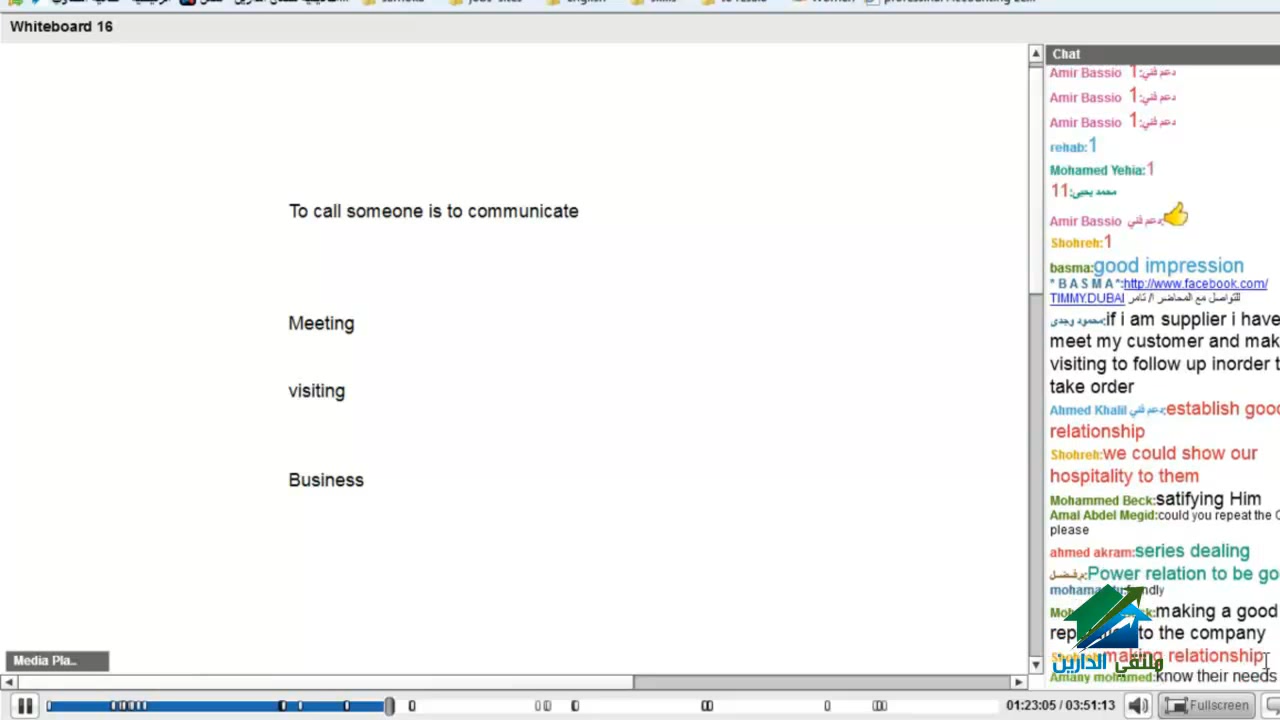 Whiteboard 16
To call someone is to communicate
Meeting
visiting
Business
Media Pla...
Chat
Amir Bassio دعم فني:1
Amir Bassio دعم فني:1
Amir Bassio دعم فني:1
rehab:1
Mohamed Yehia:1
محمد يحيى:11
Amir Bassio دعم فني:
Shohreh:1
basma:good impression
* B A S M A *:http://www.facebook.com/
TIMMY.DUBAI للتواصل مع المحاضر / تامر
محمود وجدى:if i am supplier i have
meet my customer and mak
visiting to follow up inorder t
take order
Ahmed Khalil دعم فني:establish good
relationship
Shohreh:we could show our
hospitality to them
Mohammed Beck:satifying Him
Amal Abdel Megid:could you repeat the
please
ahmed akram:series dealing
Power relation to be go
making a good
to the company
making relationship
Amany mohamed:know their needs
ملتقي الدارين
01:23:05 / 03:51:13
Fullscreen